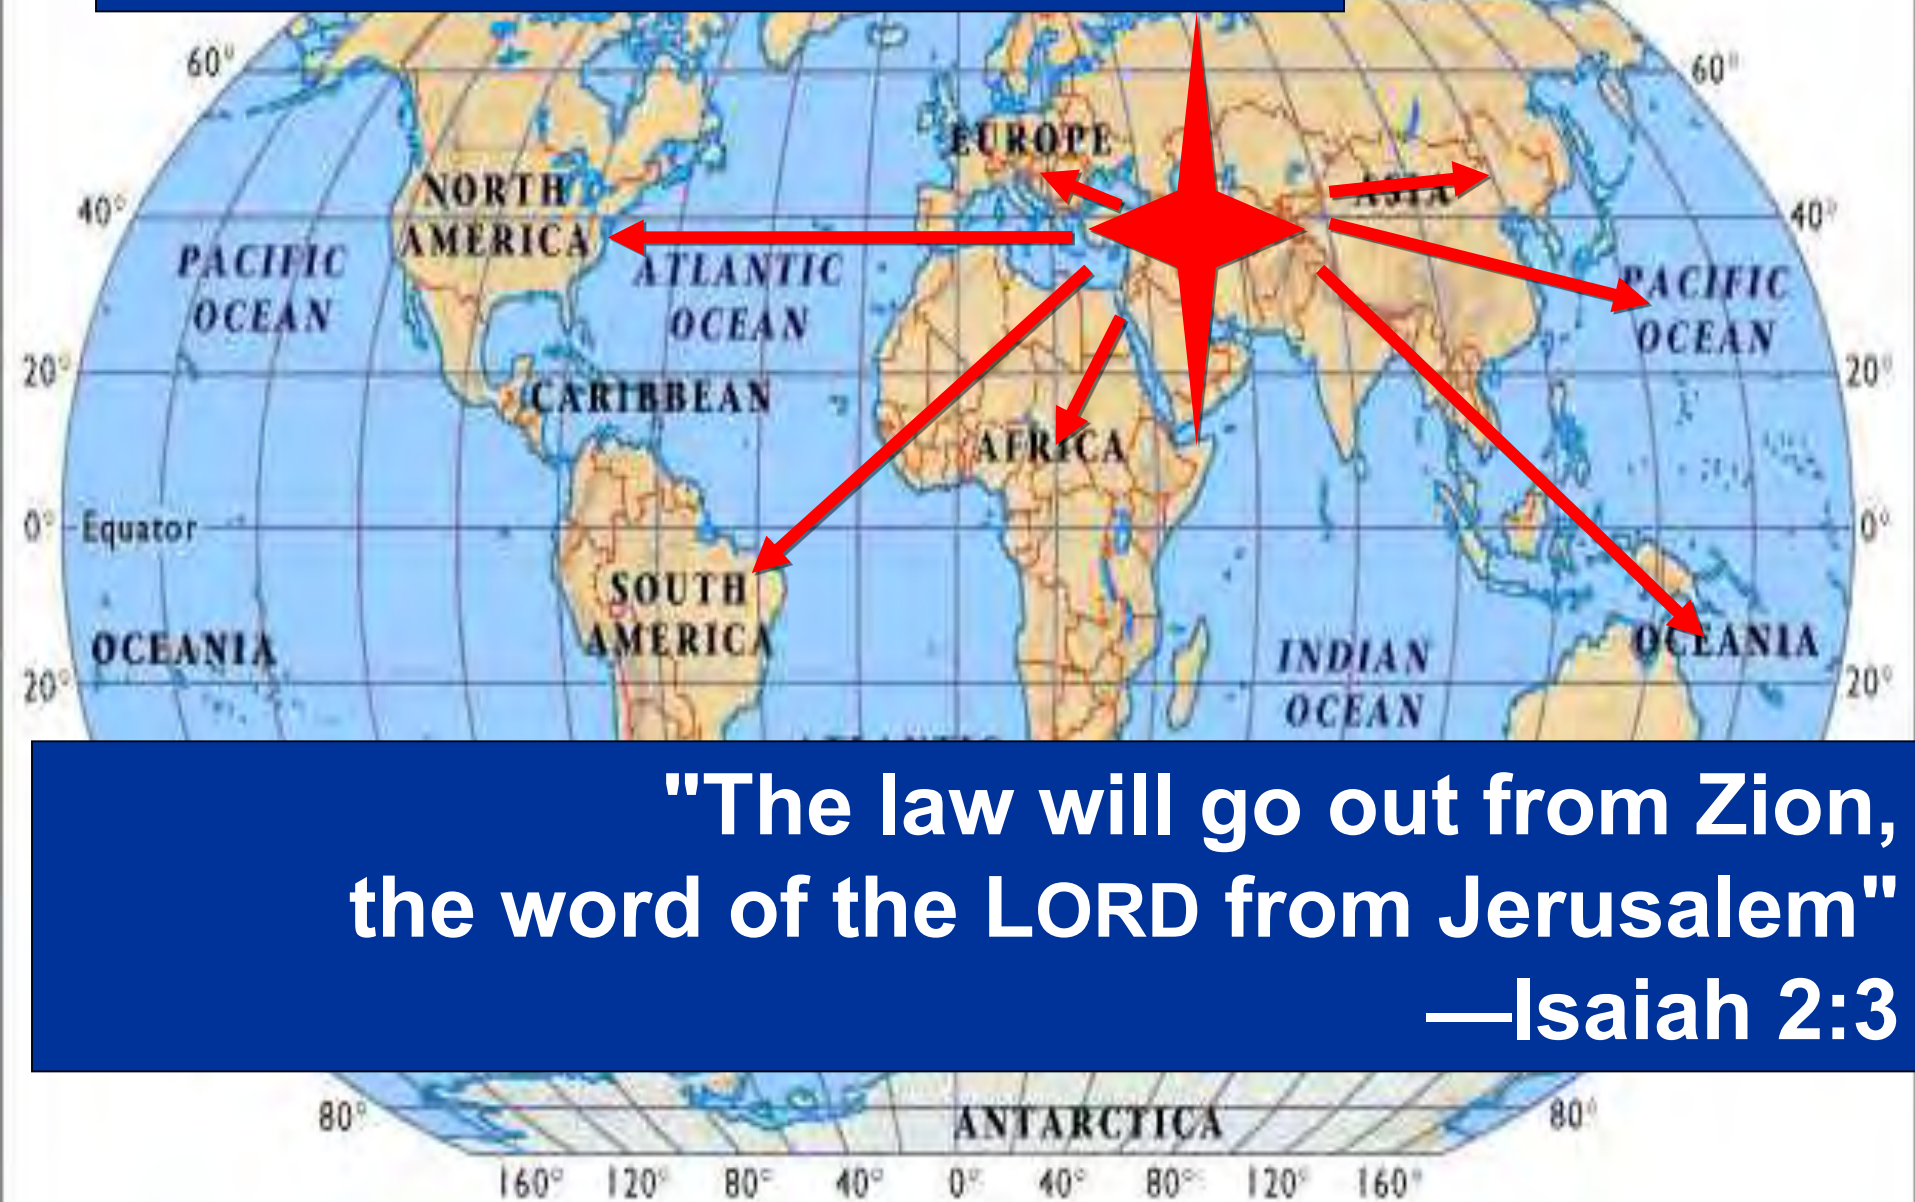 60° 60°
EUROPE
NORTH
AMERICA
ASIA
40° 40°
PACIFIC
OCEAN
ATLANTIC
OCEAN
PACIFIC
OCEAN
20° 20°
CARIBBEAN
AFRICA
0° Equator 0°
SOUTH
AMERICA
OCEANIA
INDIAN
OCEAN
OCEANIA
20° 20°
"The law will go out from Zion,
the word of the LORD from Jerusalem"
—Isaiah 2:3
80° 80°
ANTARCTICA
160° 120° 80° 40° 0° 40° 80° 120° 160°